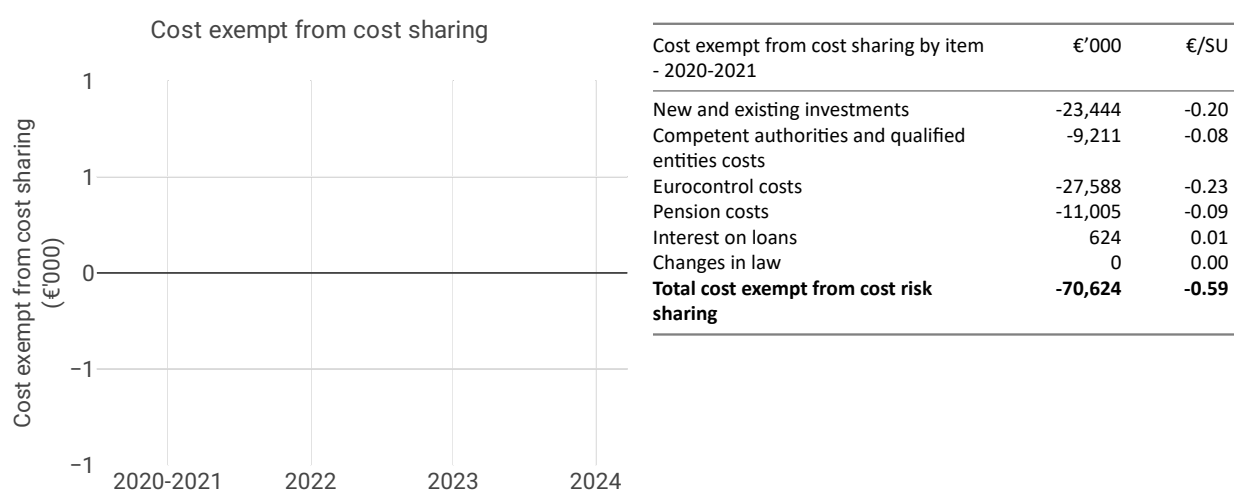 Cost exempt from cost sharing
Cost exempt from cost sharing
(€'000)
1
1
0
−1
−1
2020-2021 2022 2023 2024
Cost exempt from cost sharing by item €’000 €/SU
- 2020-2021
New and existing investments -23,444 -0.20
Competent authorities and qualified -9,211 -0.08
entities costs
Eurocontrol costs -27,588 -0.23
Pension costs -11,005 -0.09
Interest on loans 624 0.01
Changes in law 0 0.00
Total cost exempt from cost risk -70,624 -0.59
sharing